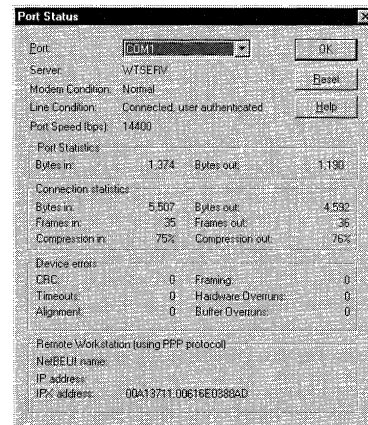 Port Status
Port: COM1 OK
Server: WTSERV
Reset
Modem Condition: Normal
Line Condition: Connected, user authenticated Help
Port Speed (bps): 14400
Port Statistics
Bytes in: 1,374 Bytes out: 1,190
Connection statistics
Bytes in: 5,507 Bytes out: 4,592
Frames in: 35 Frames out: 36
Compression in: 75% Compression out: 76%
Device errors
CRC: 0 Framing: 0
Timeouts: 0 Hardware Overruns: 0
Alignment: 0 Buffer Overruns: 0
Remote Workstation (using PPP protocol)
NetBEUI name:
IP address:
IPX address: 00A13711:00616E0388AD